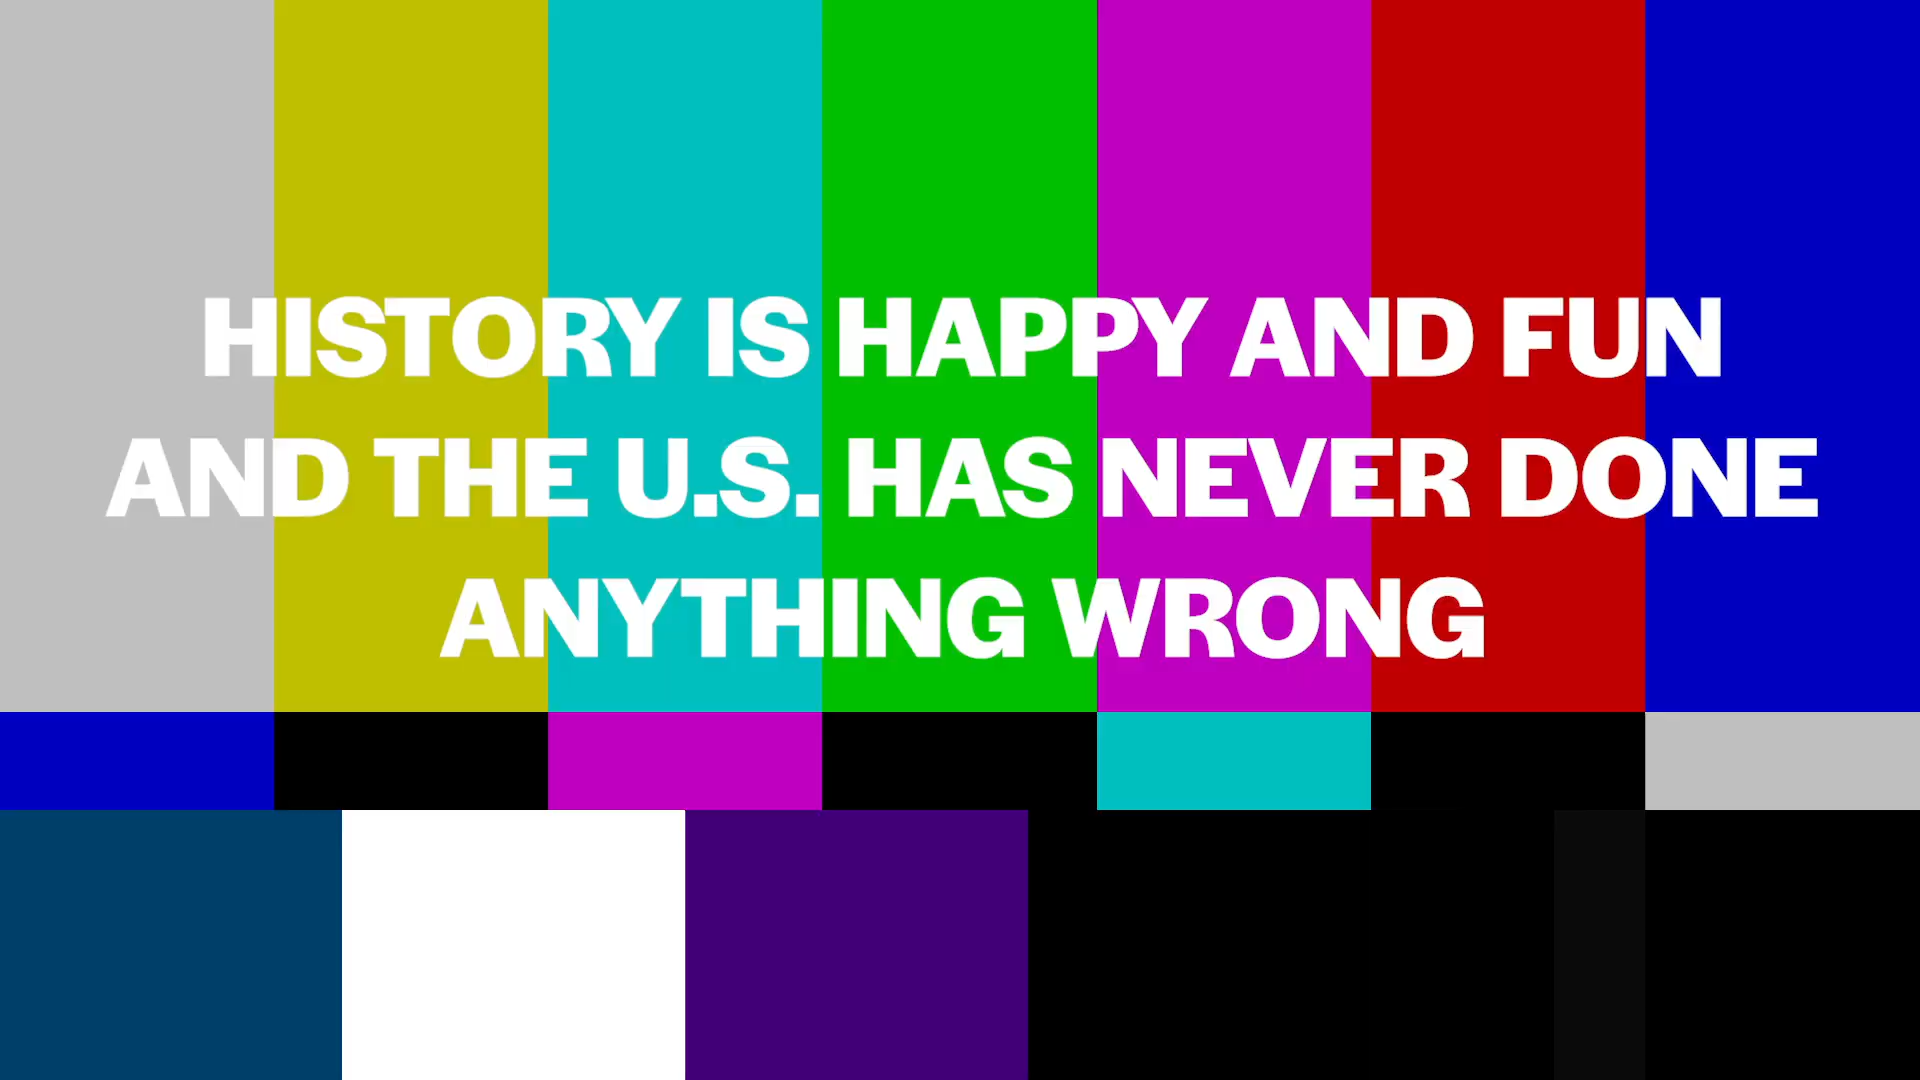 HISTORY IS HAPPY AND FUN
AND THE U.S. HAS NEVER DONE
ANYTHING WRONG